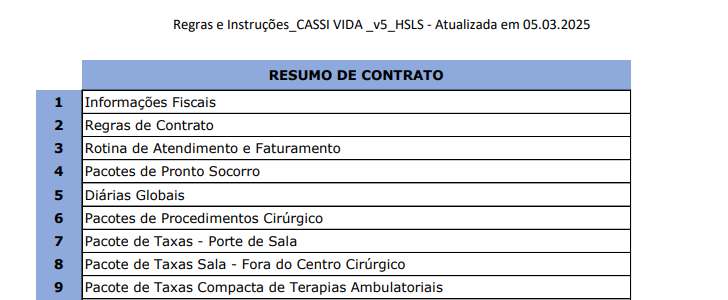 Regras e Instruções_CASSI VIDA _v5_HSLS - Atualizada em 05.03.2025
RESUMO DE CONTRATO
1 Informações Fiscais
2 Regras de Contrato
3 Rotina de Atendimento e Faturamento
4 Pacotes de Pronto Socorro
5 Diárias Globais
6 Pacotes de Procedimentos Cirúrgico
7 Pacote de Taxas - Porte de Sala
8 Pacote de Taxas Sala - Fora do Centro Cirúrgico
9 Pacote de Taxas Compacta de Terapias Ambulatoriais